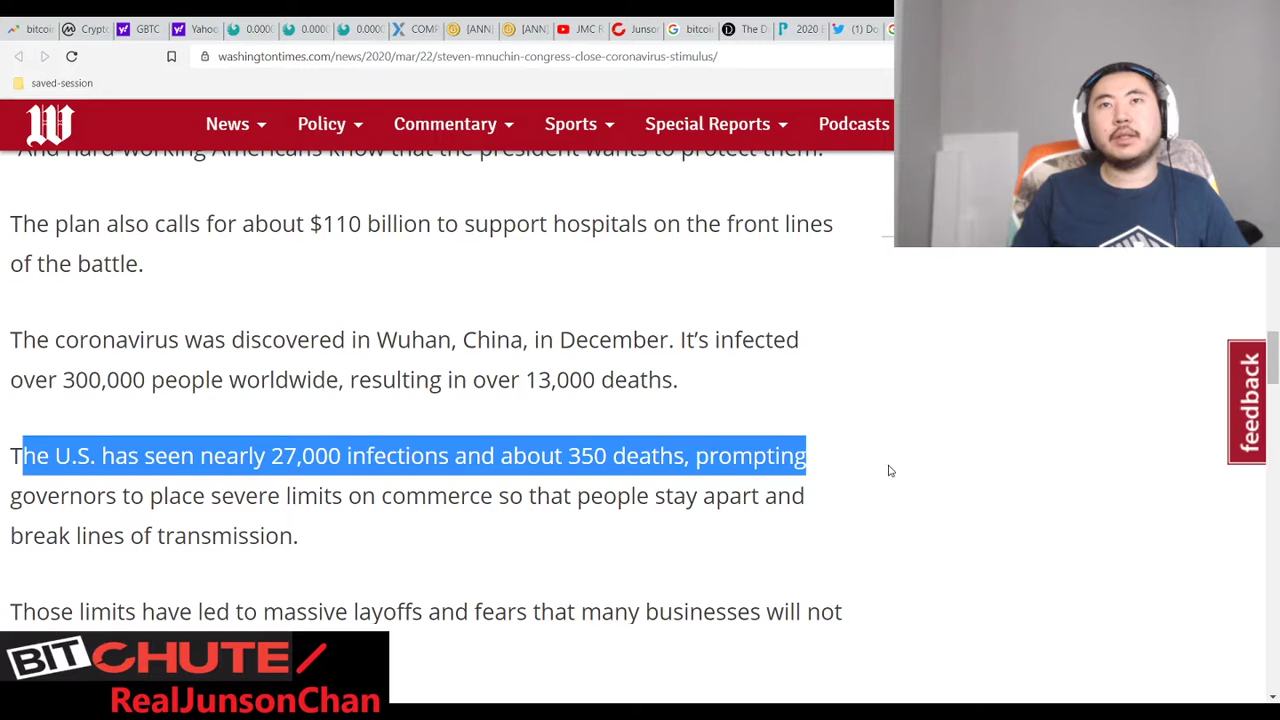 bitcoi
Crypto
GBTC
Yahoo
0.000
0.000
0.000
COMP
[ANN]
[ANN]
JMC R
Junso
bitcoi
The D
2020 E
(1) Do
washingtontimes.com/news/2020/mar/22/steven-mnuchin-congress-close-coronavirus-stimulus/
saved-session
W News Policy Commentary Sports Special Reports Podcasts
"And hard-working Americans know that the president wants to protect them."
The plan also calls for about $110 billion to support hospitals on the front lines
of the battle.
The coronavirus was discovered in Wuhan, China, in December. It's infected
over 300,000 people worldwide, resulting in over 13,000 deaths.
The U.S. has seen nearly 27,000 infections and about 350 deaths, prompting
governors to place severe limits on commerce so that people stay apart and
break lines of transmission.
Those limits have led to massive layoffs and fears that many businesses will not
feedback
BITCHUTE/
RealJunsonChan